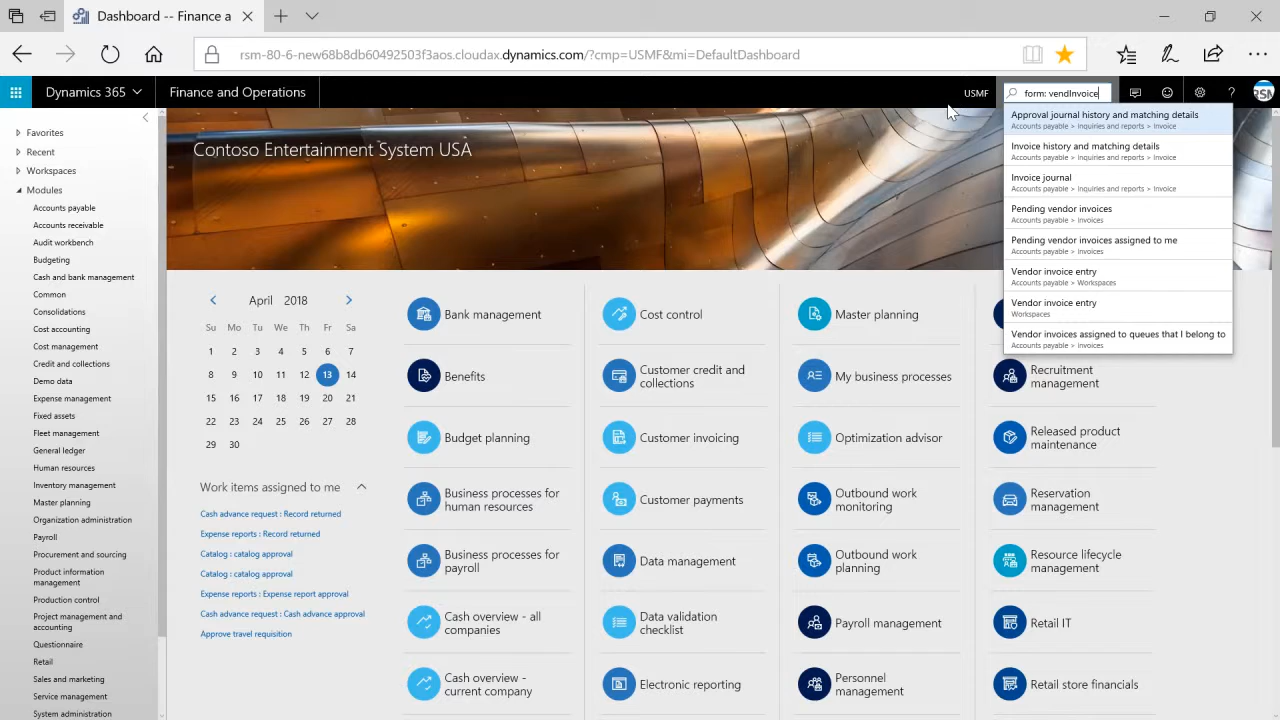 Dashboard -- Finance a
rsm-80-6-new68b8db60492503f3aos.cloudax.dynamics.com/?cmp=USMF&mi=DefaultDashboard
Dynamics 365
Finance and Operations
USMF
form: vendInvoice
?
RSM
Favorites
Recent
Workspaces
Modules
Accounts payable
Accounts receivable
Audit workbench
Budgeting
Cash and bank management
Common
Consolidations
Cost accounting
Cost management
Credit and collections
Demo data
Expense management
Fixed assets
Fleet management
General ledger
Human resources
Inventory management
Master planning
Organization administration
Payroll
Procurement and sourcing
Product information
management
Production control
Project management and
accounting
Questionnaire
Retail
Sales and marketing
Service management
System administration
Contoso Entertainment System USA
Approval journal history and matching details
Accounts payable > Inquiries and reports > Invoice
Invoice history and matching details
Accounts payable > Inquiries and reports > Invoice
Invoice journal
Accounts payable > Inquiries and reports > Invoice
Pending vendor invoices
Accounts payable > Invoices
Pending vendor invoices assigned to me
Accounts payable > Invoices
Vendor invoice entry
Accounts payable > Workspaces
Vendor invoice entry
Workspaces
Vendor invoices assigned to queues that I belong to
Accounts payable > Invoices
April 2018
Su Mo Tu We Th Fr Sa
1 2 3 4 5 6 7
8 9 10 11 12 13 14
15 16 17 18 19 20 21
22 23 24 25 26 27 28
29 30
Work items assigned to me
Cash advance request : Record returned
Expense reports : Record returned
Catalog : catalog approval
Catalog : catalog approval
Expense reports : Expense report approval
Cash advance request : Cash advance approval
Approve travel requisition
Bank management
Benefits
Budget planning
Business processes for
human resources
Business processes for
payroll
Cash overview - all
companies
Cash overview -
current company
Cost control
Customer credit and
collections
Customer invoicing
Customer payments
Data management
Data validation
checklist
Electronic reporting
Master planning
My business processes
Optimization advisor
Outbound work
monitoring
Outbound work
planning
Payroll management
Personnel
management
Recruitment
management
Released product
maintenance
Reservation
management
Resource lifecycle
management
Retail IT
Retail store financials